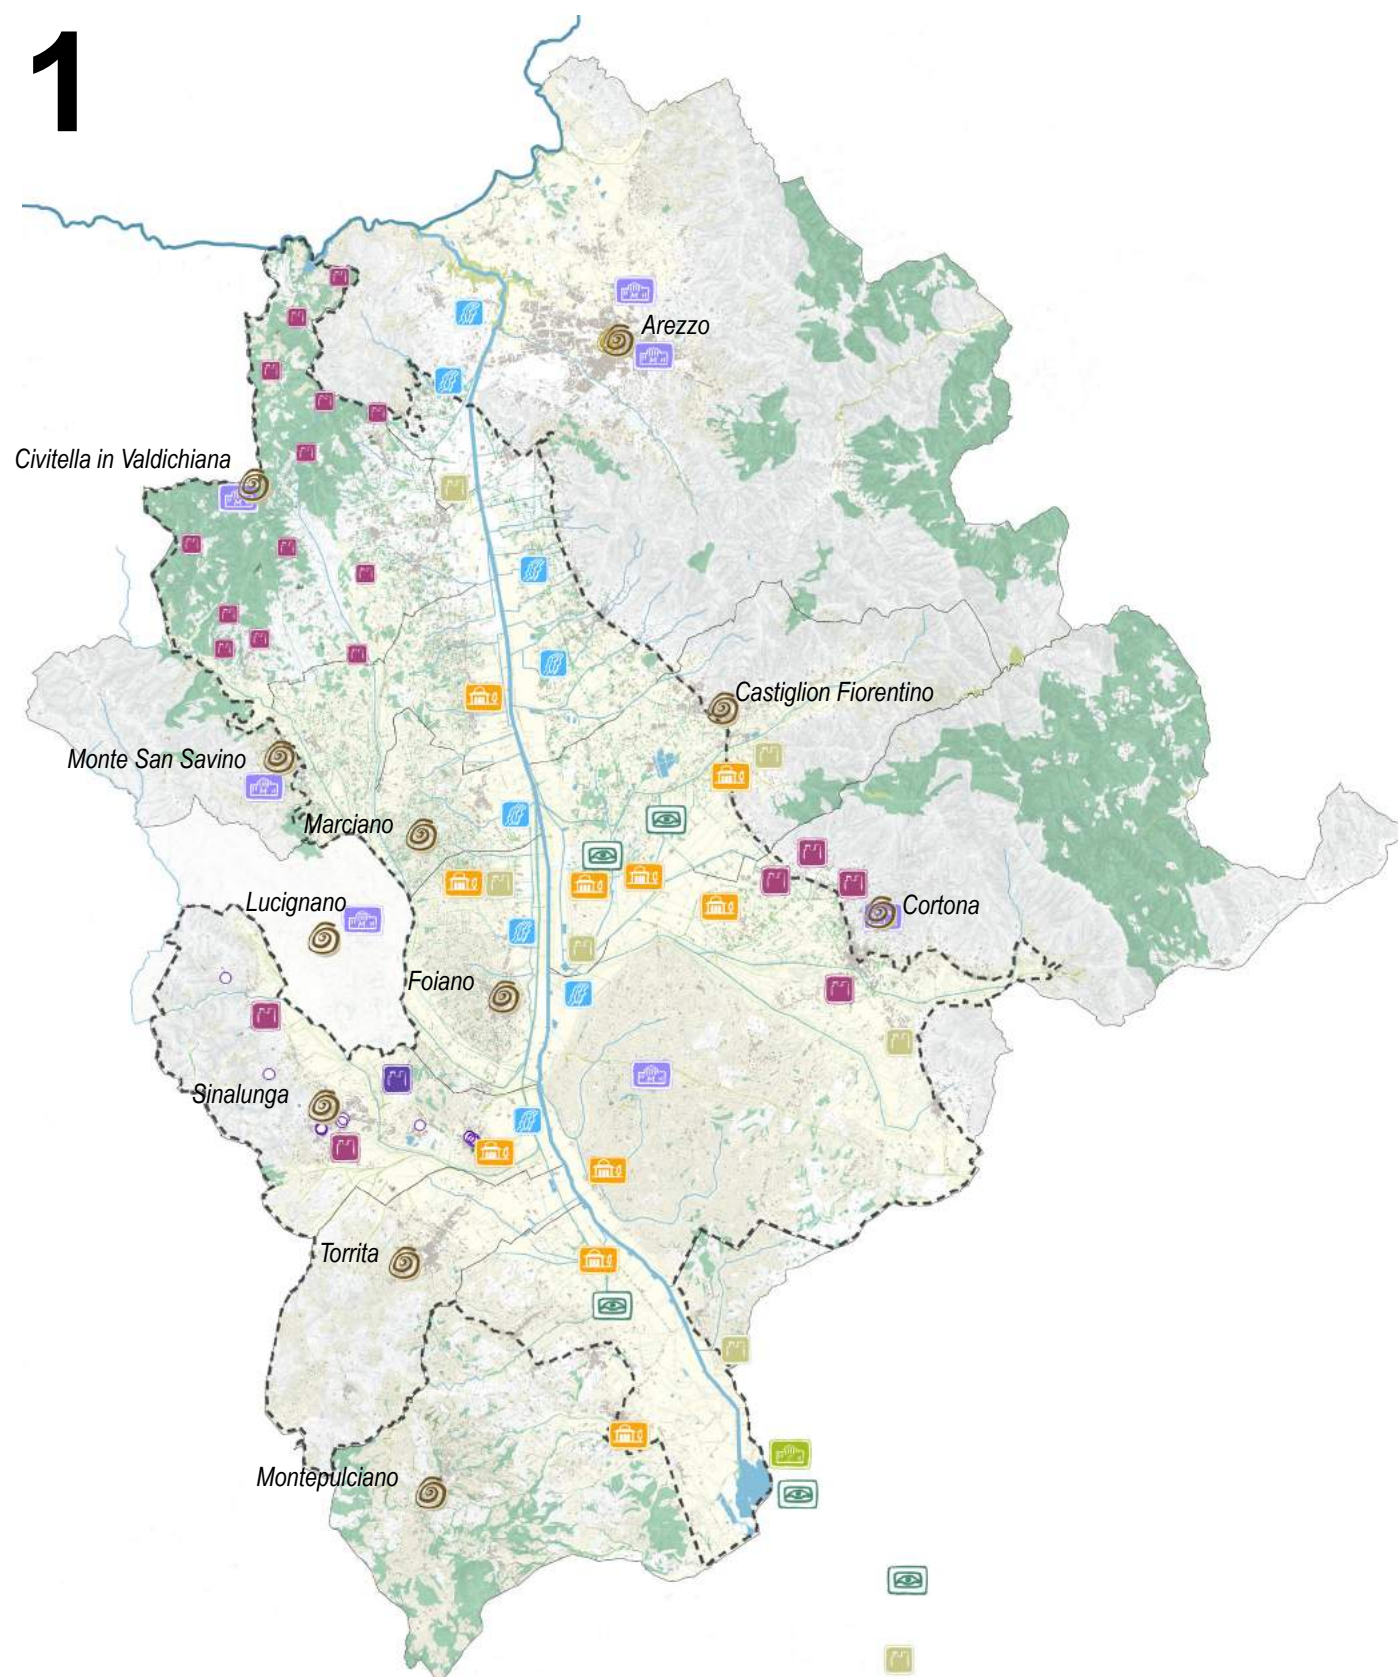 1
Arezzo
Civitella in Valdichiana
Castiglion Fiorentino
Monte San Savino
Marciano
Lucignano
Cortona
Foiano
Sinalunga
Torrita
Montepulciano